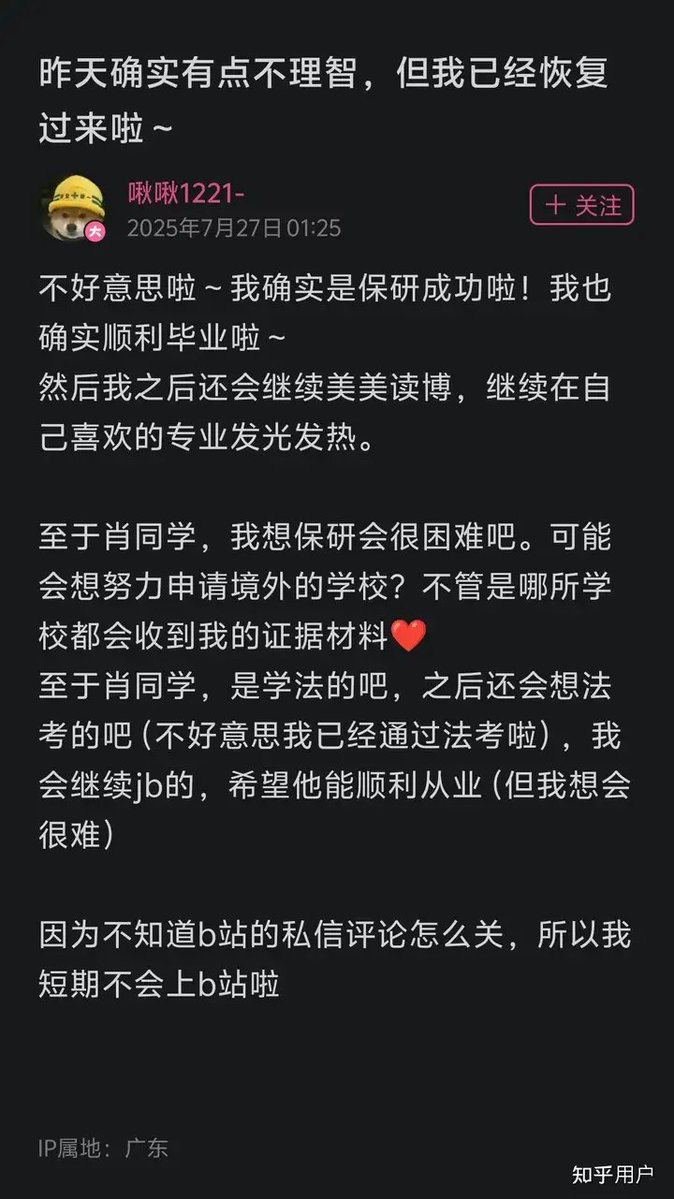 昨天确实有点不理智，但我已经恢复
过来啦～
啾啾1221-
2025年7月27日 01:25
＋ 关注
不好意思啦～我确实是保研成功啦！我也
确实顺利毕业啦～
然后我之后还会继续美美读博，继续在自
己喜欢的专业发光发热。
至于肖同学，我想保研会很困难吧。可能
会想努力申请境外的学校？不管是哪所学
校都会收到我的证据材料❤️
至于肖同学，是学法的吧，之后还会想法
考的吧（不好意思我已经通过法考啦），我
会继续jb的，希望他能顺利从业（但我想会
很难）
因为不知道b站的私信评论怎么关，所以我
短期不会上b站啦
IP属地：广东
知乎用户